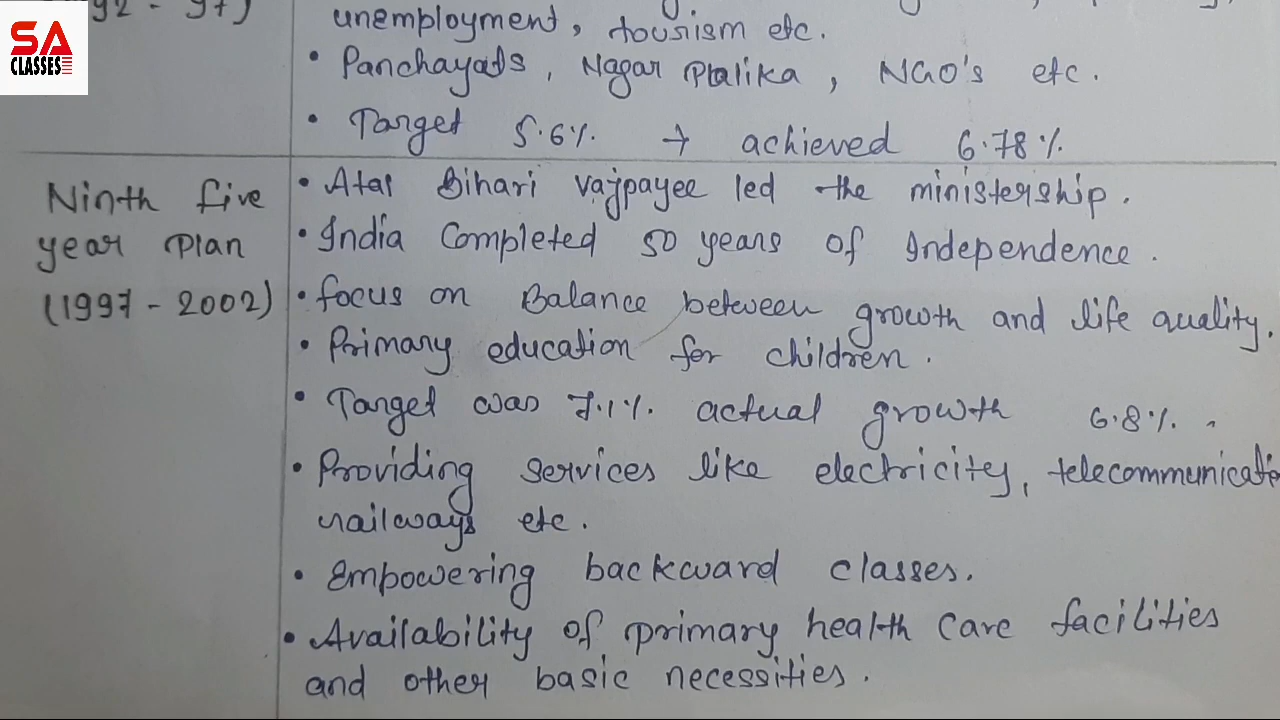 SA
CLASSES
92 - 97)
unemployment, tourism etc.
• Panchayats, Nagar Palika, NGO's etc.
• Target 5.6% → achieved 6.78%
Ninth five
year Plan
(1997 - 2002)
• Atal Bihari Vajpayee led the ministership.
• India Completed 50 years of Independence.
• focus on Balance between growth and life quality.
• Primary education for children.
• Target was 7.1% actual growth 6.8%.
• Providing services like electricity, telecommunicatio
railways etc.
• Empowering backward classes.
• Availability of primary health care facilities
and other basic necessities.